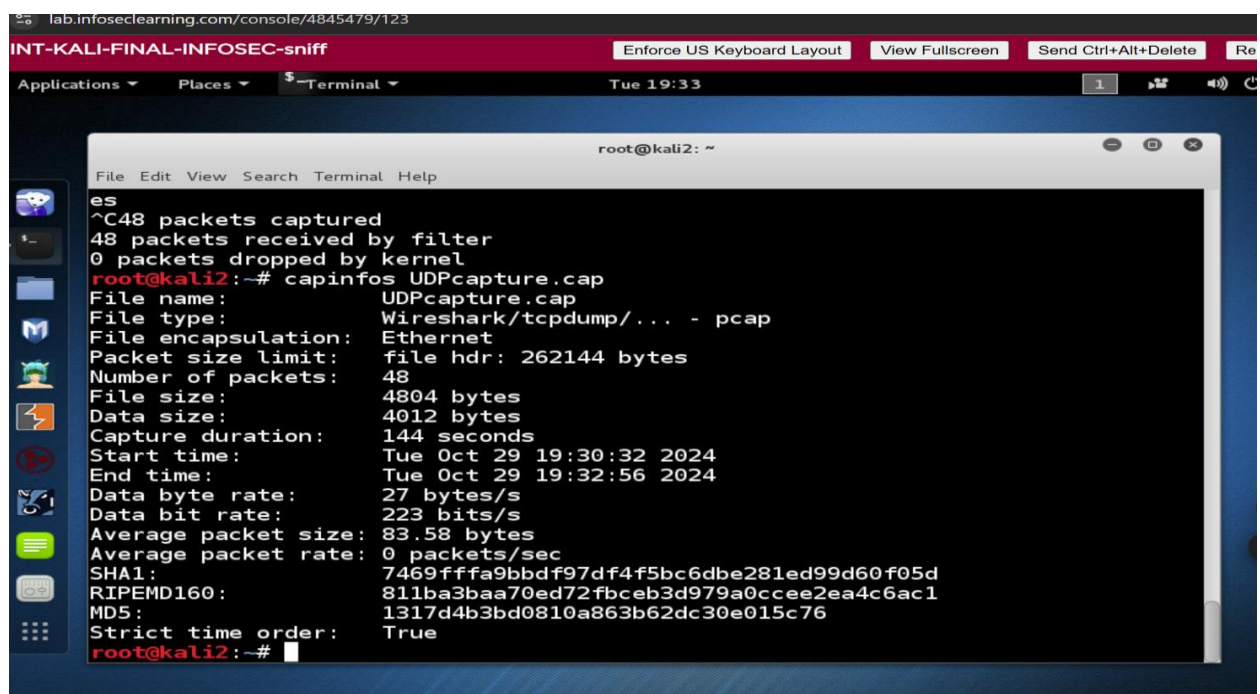 lab.infoseclearning.com/console/4845479/123
INT-KALI-FINAL-INFOSEC-sniff Enforce US Keyboard Layout View Fullscreen Send Ctrl+Alt+Delete Re
Applications Places Terminal Tue 19:33 1
root@kali2: ~
File Edit View Search Terminal Help
es
^C48 packets captured
48 packets received by filter
0 packets dropped by kernel
root@kali2:~# capinfos UDPcapture.cap
File name: UDPcapture.cap
File type: Wireshark/tcpdump/... - pcap
File encapsulation: Ethernet
Packet size limit: file hdr: 262144 bytes
Number of packets: 48
File size: 4804 bytes
Data size: 4012 bytes
Capture duration: 144 seconds
Start time: Tue Oct 29 19:30:32 2024
End time: Tue Oct 29 19:32:56 2024
Data byte rate: 27 bytes/s
Data bit rate: 223 bits/s
Average packet size: 83.58 bytes
Average packet rate: 0 packets/sec
SHA1: 7469fffa9bbdf97df4f5bc6dbe281ed99d60f05d
RIPEMD160: 811ba3baa70ed72fbceb3d979a0ccee2ea4c6ac1
MD5: 1317d4b3bd0810a863b62dc30e015c76
Strict time order: True
root@kali2:~#